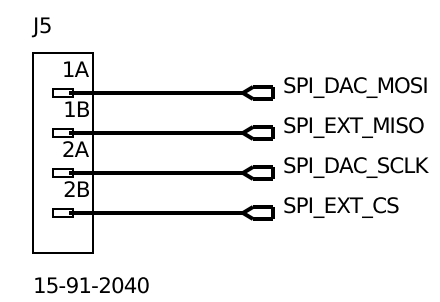 J5
1A SPI_DAC_MOSI
1B SPI_EXT_MISO
2A SPI_DAC_SCLK
2B SPI_EXT_CS
15-91-2040